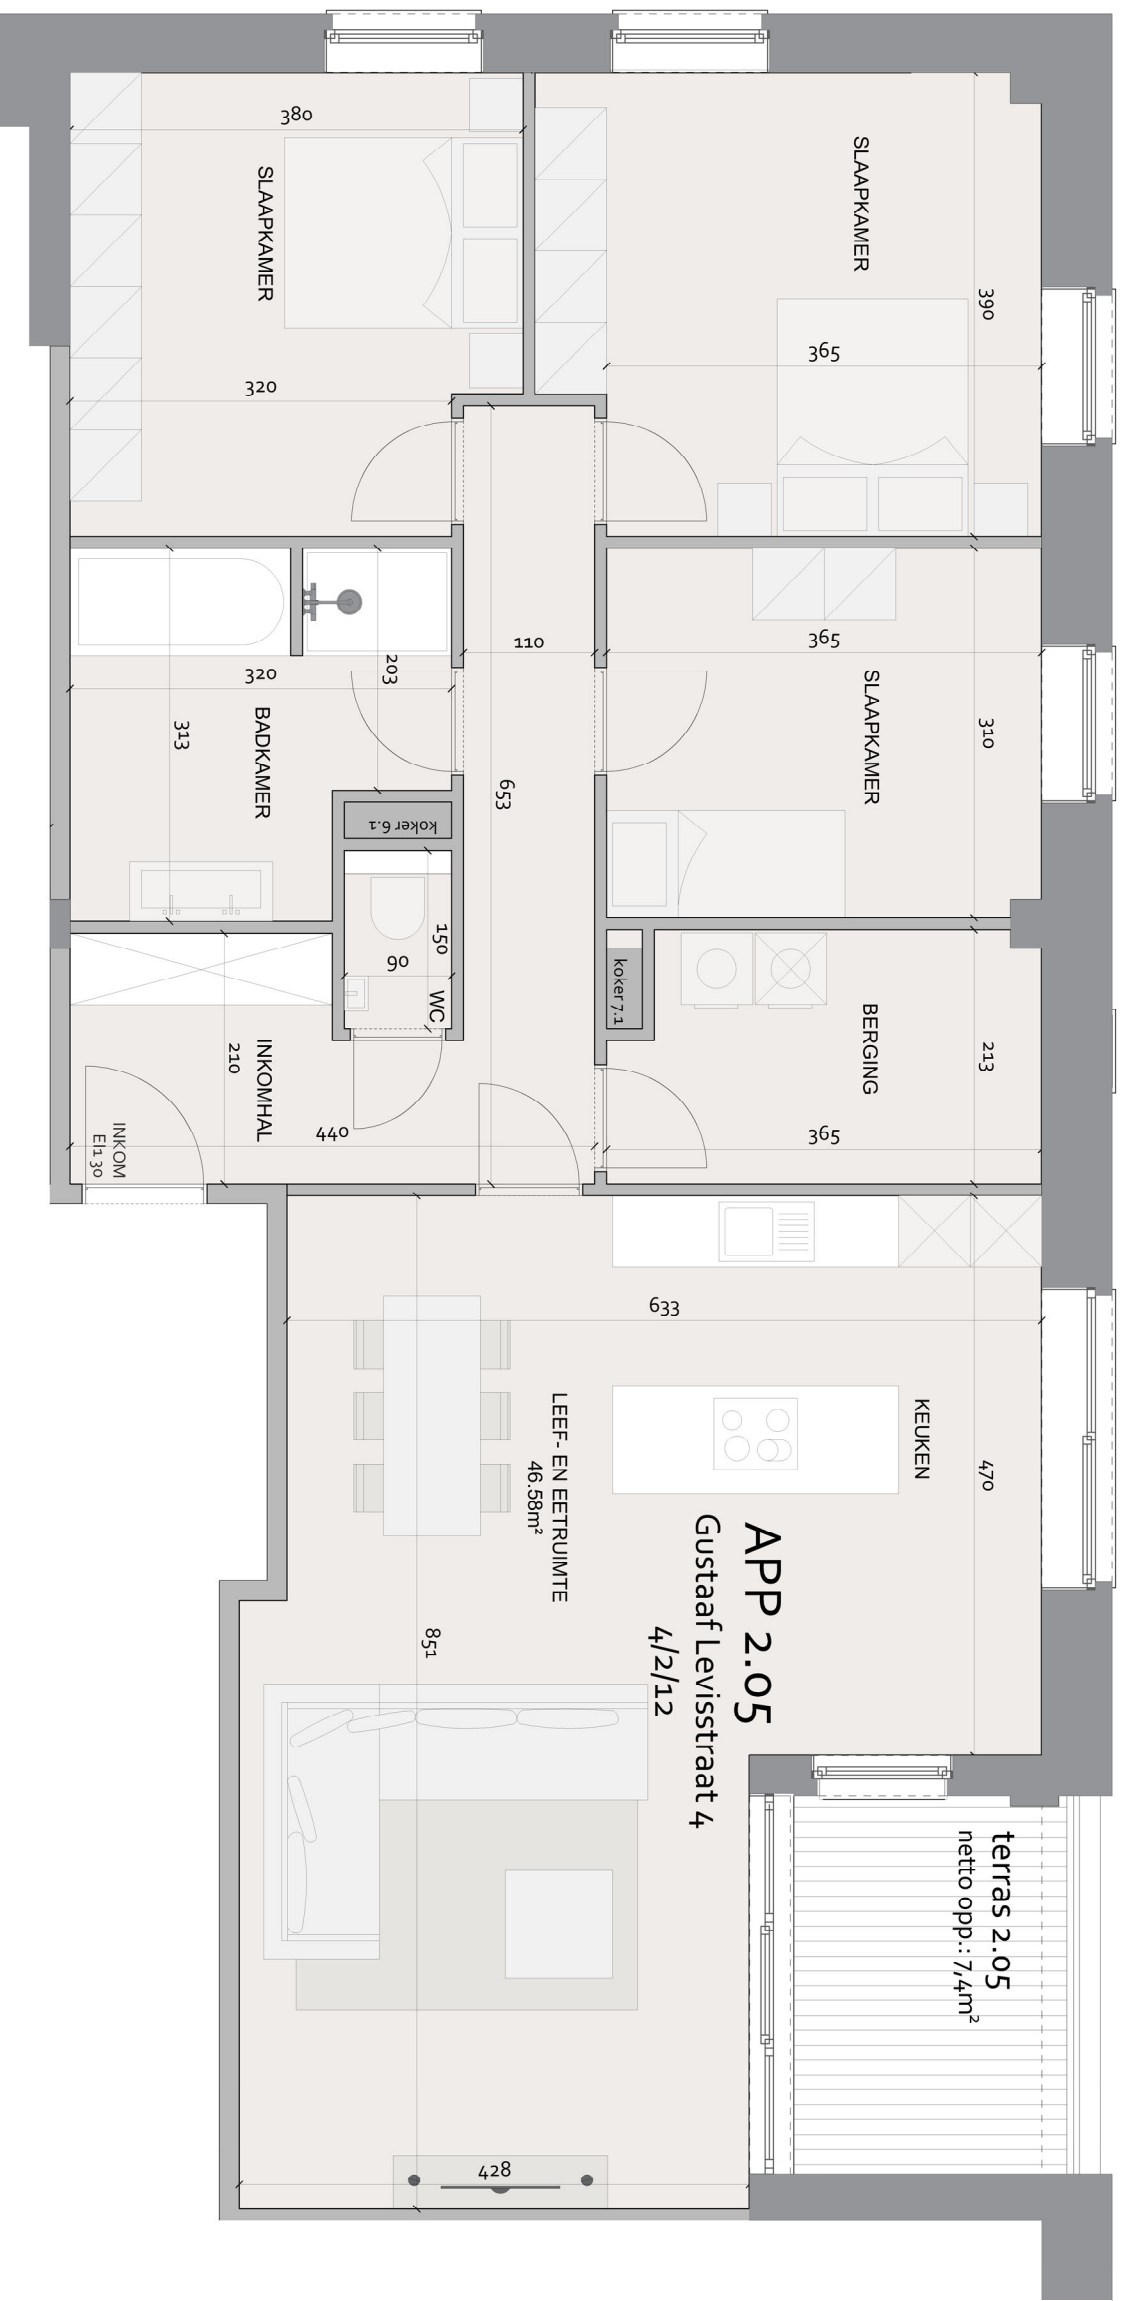 380
SLAAPKAMER
320
SLAAPKAMER
390
365
203
320
313
BADKAMER
110
653
365
SLAAPKAMER
310
koker 6.1
150
90
WC
koker 7.1
BERGING
213
365
INKOMHAL
210
440
INKOM
EI1 30
633
KEUKEN
470
LEEF- EN EETRUIMTE
46.58m²
851
APP 2.05
Gustaaf Levisstraat 4
4/2/12
terras 2.05
netto opp.: 7,4m²
428